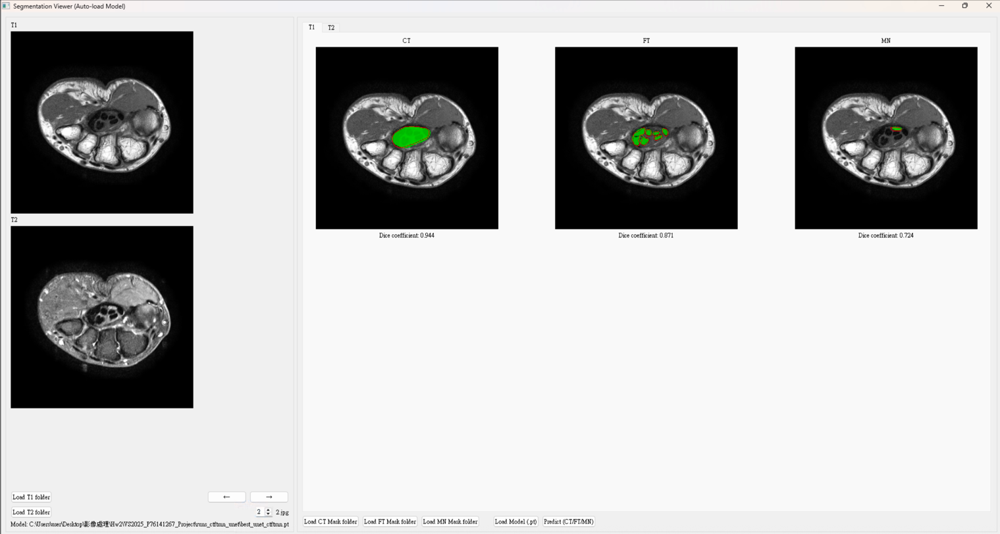 Segmentation Viewer (Auto-load Model)
T1
T2
Load T1 folder
← →
Load T2 folder
2 2.jpg
Model: C:\Users\user\Desktop\影像處理\Hw2\VS2025_P76141267_Project\runs_ctftmn_unet\best_unet_ctftmn.pt
T1 T2
CT FT MN
Dice coefficient: 0.944 Dice coefficient: 0.871 Dice coefficient: 0.724
Load CT Mask folder Load FT Mask folder Load MN Mask folder Load Model (.pt) Predict (CT/FT/MN)